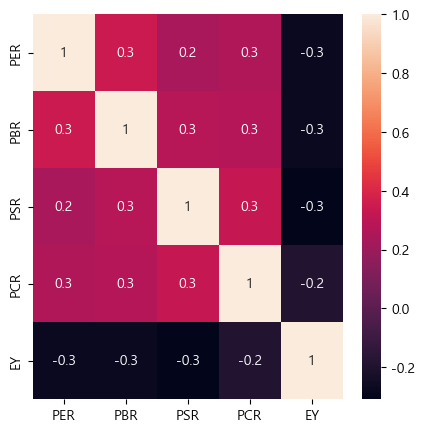 PER 1 0.3 0.2 0.3 -0.3
PBR 0.3 1 0.3 0.3 -0.3
PSR 0.2 0.3 1 0.3 -0.3
PCR 0.3 0.3 0.3 1 -0.2
EY -0.3 -0.3 -0.3 -0.2 1
PER PBR PSR PCR EY
1.0
0.8
0.6
0.4
0.2
0.0
-0.2